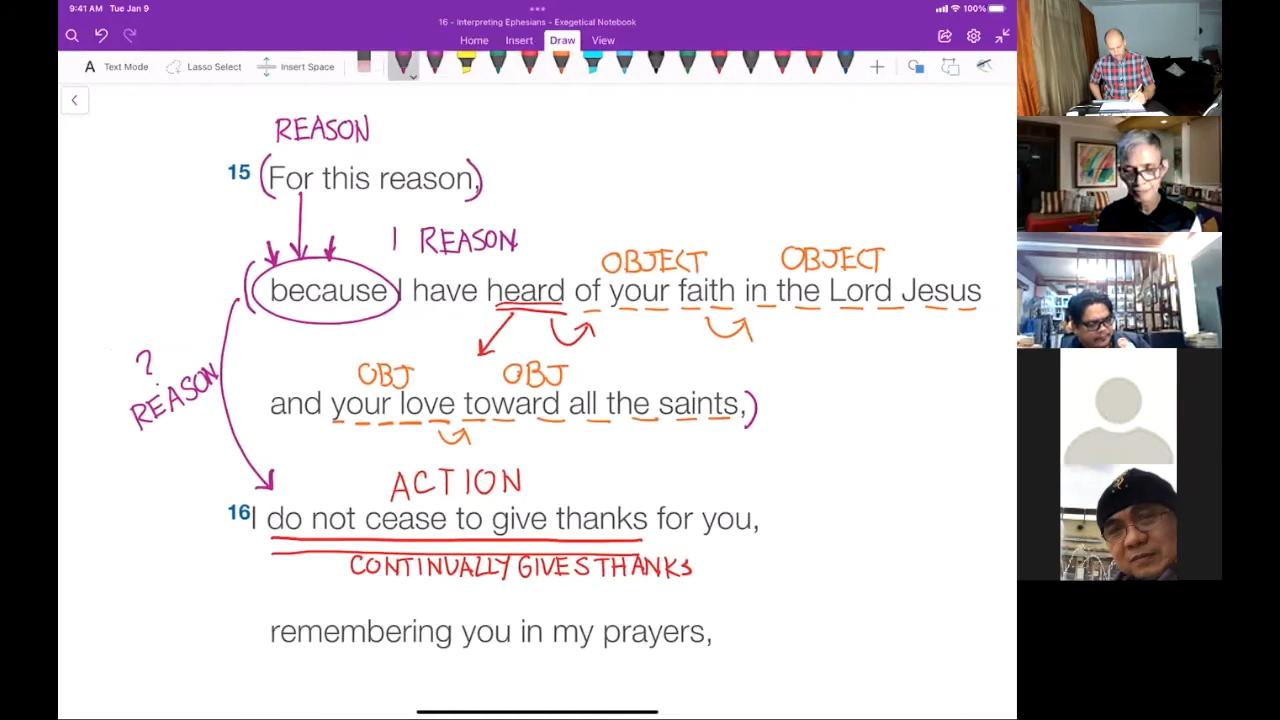 9:41 AM Tue Jan 9
100%
16 - Interpreting Ephesians - Exegetical Notebook
Home Insert Draw View
A Text Mode Lasso Select Insert Space
REASON
15 (For this reason,)
| REASON OBJECT OBJECT
(because I have heard of your faith in the Lord Jesus
? REASON
OBJ OBJ
and your love toward all the saints,)
ACTION
16 I do not cease to give thanks for you,
CONTINUALLY GIVES THANKS
remembering you in my prayers,